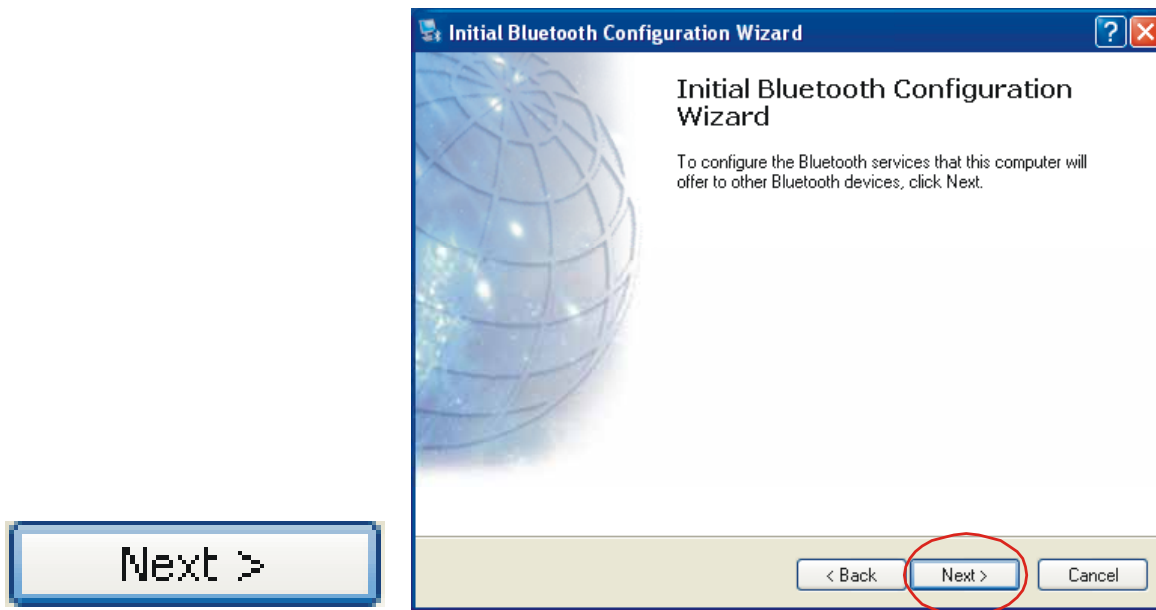 Initial Bluetooth Configuration Wizard
?
Initial Bluetooth Configuration
Wizard
To configure the Bluetooth services that this computer will
offer to other Bluetooth devices, click Next.
Next >
< Back Next > Cancel